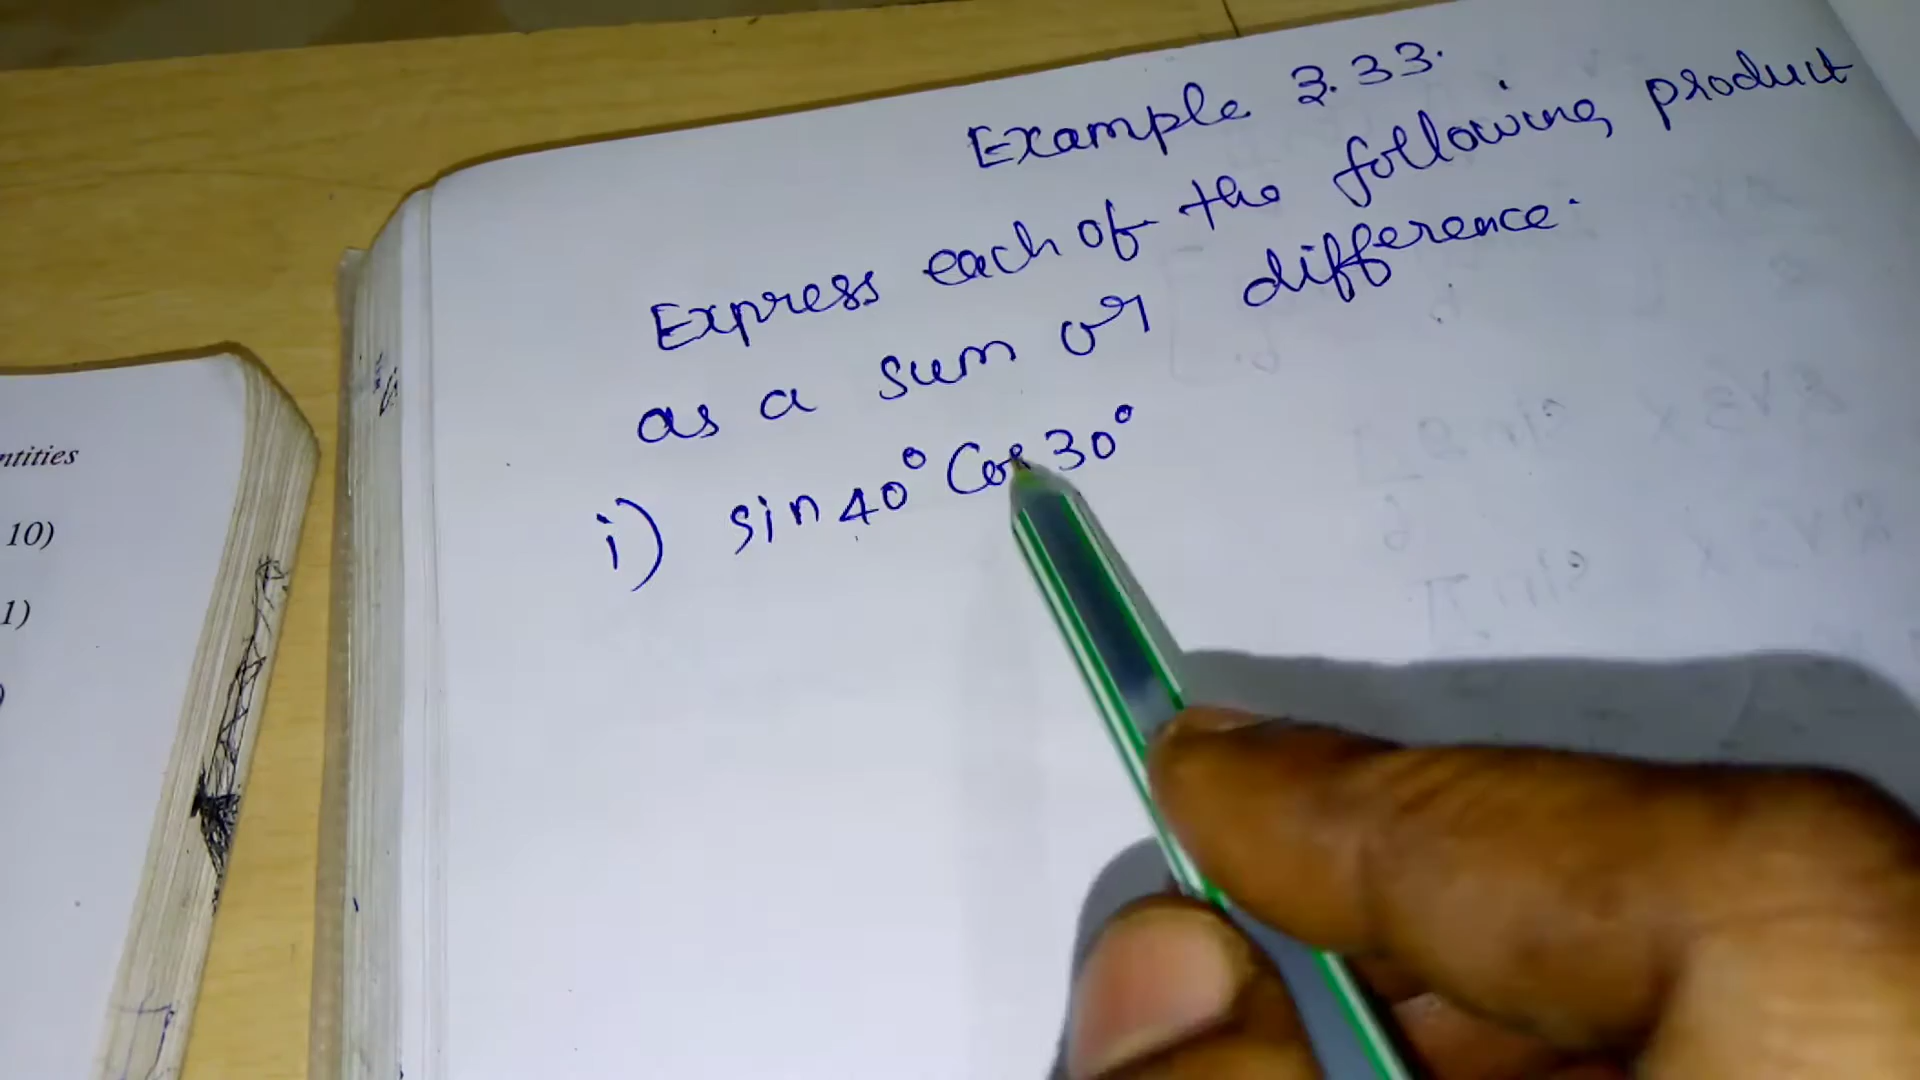 Example 3.33.
Express each of the following product
as a sum or difference.
i) sin 40° Cos 30°
ntities
10)
1)